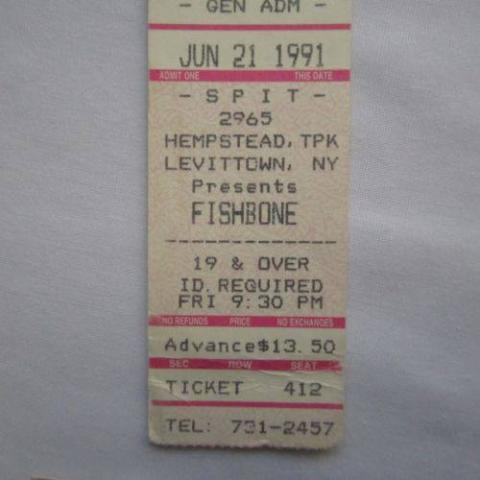 - GEN ADM -
JUN 21 1991
ADMIT ONE THIS DATE
- SPIT -
2965
HEMPSTEAD, TPK
LEVITTOWN, NY
Presents
FISHBONE
--------------
19 & OVER
ID. REQUIRED
FRI 9:30 PM
NO REFUNDS PRICE NO EXCHANGES
Advance$13.50
SEC ROW SEAT
TICKET 412
TEL: 731-2457